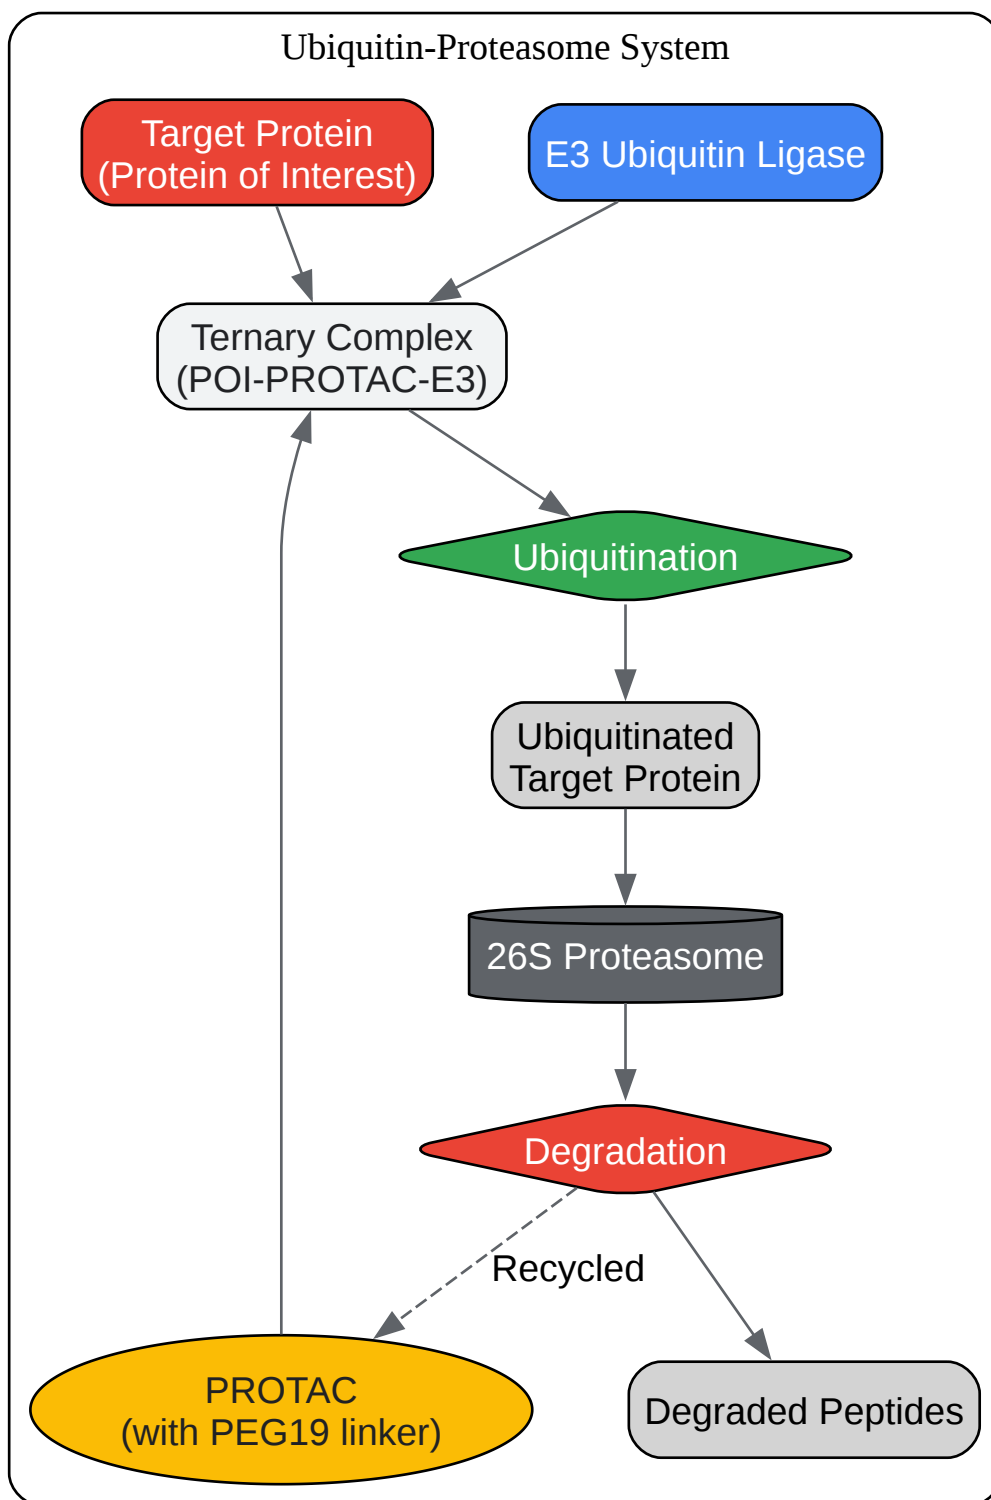 Ubiquitin-Proteasome System
Target Protein
(Protein of Interest)
E3 Ubiquitin Ligase
Ternary Complex
(POI-PROTAC-E3)
Ubiquitination
Ubiquitinated
Target Protein
26S Proteasome
Degradation
Recycled
PROTAC
(with PEG19 linker)
Degraded Peptides